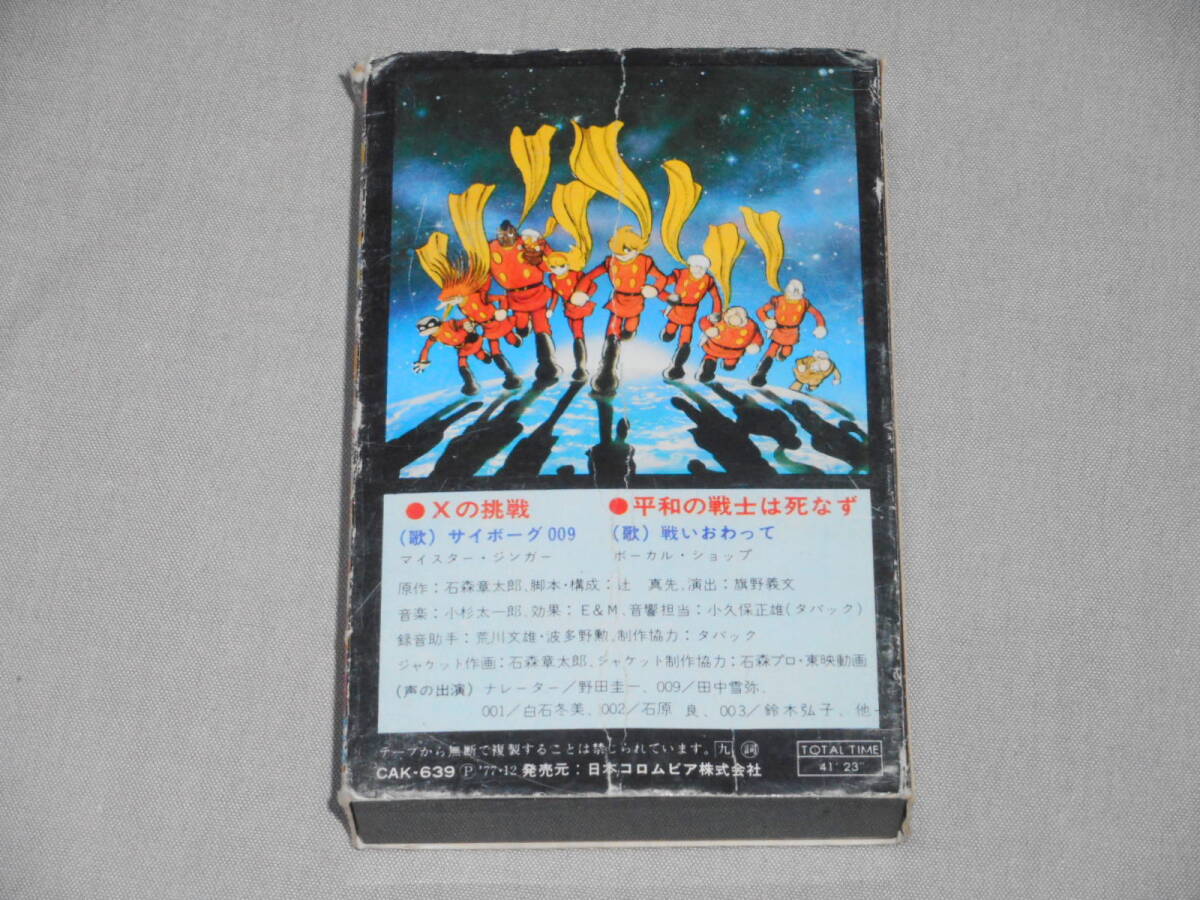 ●Xの挑戦
(歌)サイボーグ009
マイスター・ジンガー
●平和の戦士は死なず
(歌)戦いおわって
ボーカル・ショップ
原作:石森章太郎、脚本・構成:辻 真先、演出:旗野義文
音楽:小杉太一郎、効果:E&M、音響担当:小久保正雄(タバック)
録音助手:荒川文雄・波多野勲、制作協力:タバック
ジャケット作画:石森章太郎、ジャケット制作協力:石森プロ・東映動画
(声の出演)ナレーター/野田圭一、009/田中雪弥、
001/白石冬美、002/石原 良、003/鈴木弘子、他
テープから無断で複製することは禁じられています。九 詞
CAK-639 Ⓟ'77・12 発売元:日本コロムビア株式会社
TOTAL TIME
41'23"